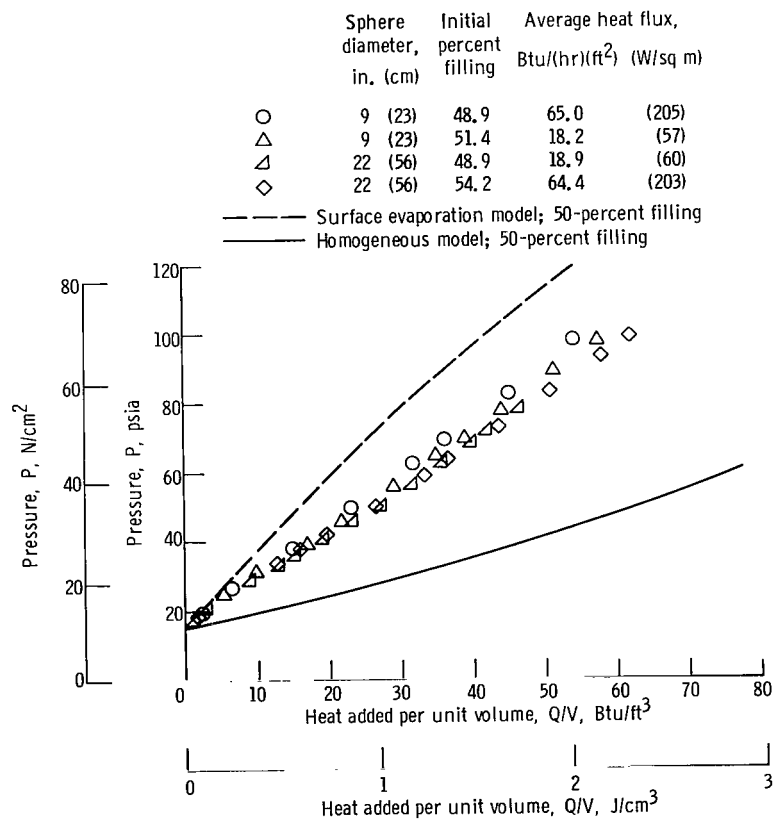 Sphere Initial Average heat flux,
diameter, percent
in. (cm) filling Btu/(hr)(ft2) (W/sq m)
9 (23) 48.9 65.0 (205)
9 (23) 51.4 18.2 (57)
22 (56) 48.9 18.9 (60)
22 (56) 54.2 64.4 (203)
Surface evaporation model; 50-percent filling
Homogeneous model; 50-percent filling
Pressure, P, N/cm2
80
60
40
20
0
Pressure, P, psia
120
100
80
60
40
20
0 10 20 30 40 50 60 70 80
Heat added per unit volume, Q/V, Btu/ft3
0 1 2 3
Heat added per unit volume, Q/V, J/cm3